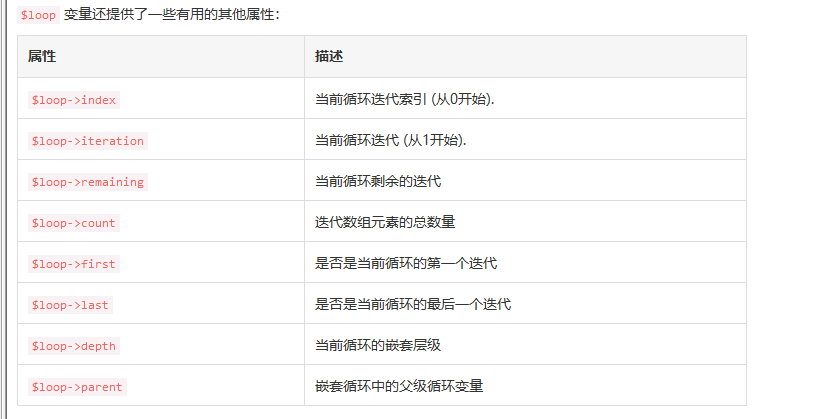 $loop 变量还提供了一些有用的其他属性：
属性 描述
$loop->index 当前循环迭代索引 (从0开始).
$loop->iteration 当前循环迭代 (从1开始).
$loop->remaining 当前循环剩余的迭代
$loop->count 迭代数组元素的总数量
$loop->first 是否是当前循环的第一个迭代
$loop->last 是否是当前循环的最后一个迭代
$loop->depth 当前循环的嵌套层级
$loop->parent 嵌套循环中的父级循环变量